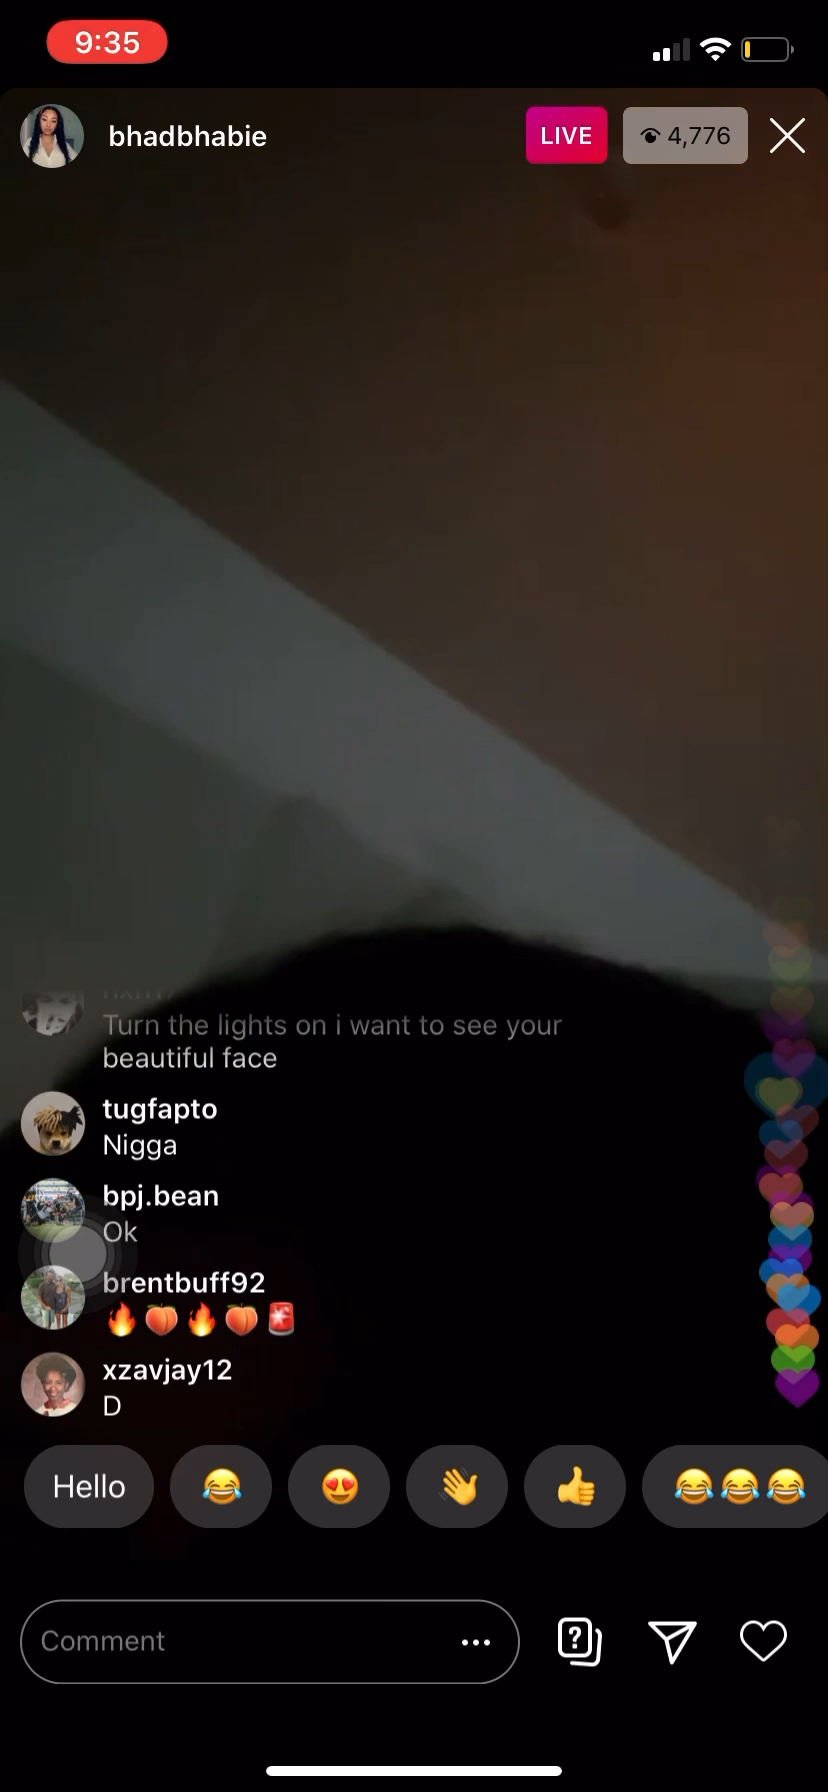 9:35
bhadbhabie
LIVE
4,776
Turn the lights on i want to see your
beautiful face
tugfapto
Nigga
bpj.bean
Ok
brentbuff92
🔥🍑🔥🍑🚨
xzavjay12
D
Hello 😂 😍 👋 👍 😂😂😂
Comment